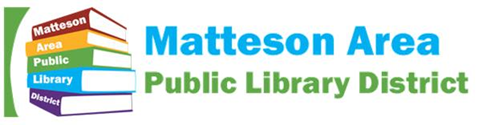 Matteson
Area
Public
Library
District
Matteson Area
Public Library District